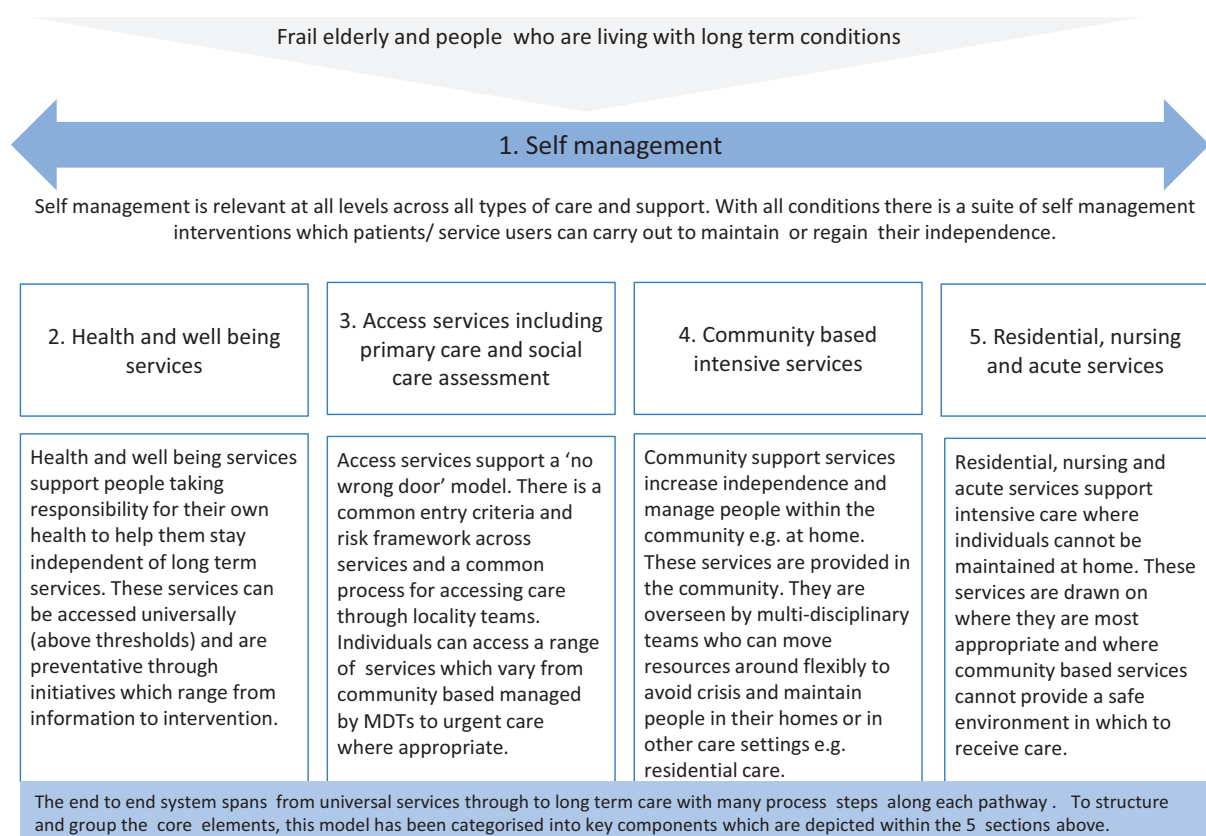 Frail elderly and people who are living with long term conditions
1. Self management
Self management is relevant at all levels across all types of care and support. With all conditions there is a suite of self management
interventions which patients/ service users can carry out to maintain or regain their independence.
2. Health and well being
services
3. Access services including
primary care and social
care assessment
4. Community based
intensive services
5. Residential, nursing
and acute services
Health and well being services
support people taking
responsibility for their own
health to help them stay
independent of long term
services. These services can
be accessed universally
(above thresholds) and are
preventative through
initiatives which range from
information to intervention.
Access services support a ‘no
wrong door’ model. There is a
common entry criteria and
risk framework across
services and a common
process for accessing care
through locality teams.
Individuals can access a range
of services which vary from
community based managed
by MDTs to urgent care
where appropriate.
Community support services
increase independence and
manage people within the
community e.g. at home.
These services are provided in
the community. They are
overseen by multi-disciplinary
teams who can move
resources around flexibly to
avoid crisis and maintain
people in their homes or in
other care settings e.g.
residential care.
Residential, nursing and
acute services support
intensive care where
individuals cannot be
maintained at home. These
services are drawn on
where they are most
appropriate and where
community based services
cannot provide a safe
environment in which to
receive care.
The end to end system spans from universal services through to long term care with many process steps along each pathway . To structure
and group the core elements, this model has been categorised into key components which are depicted within the 5 sections above.